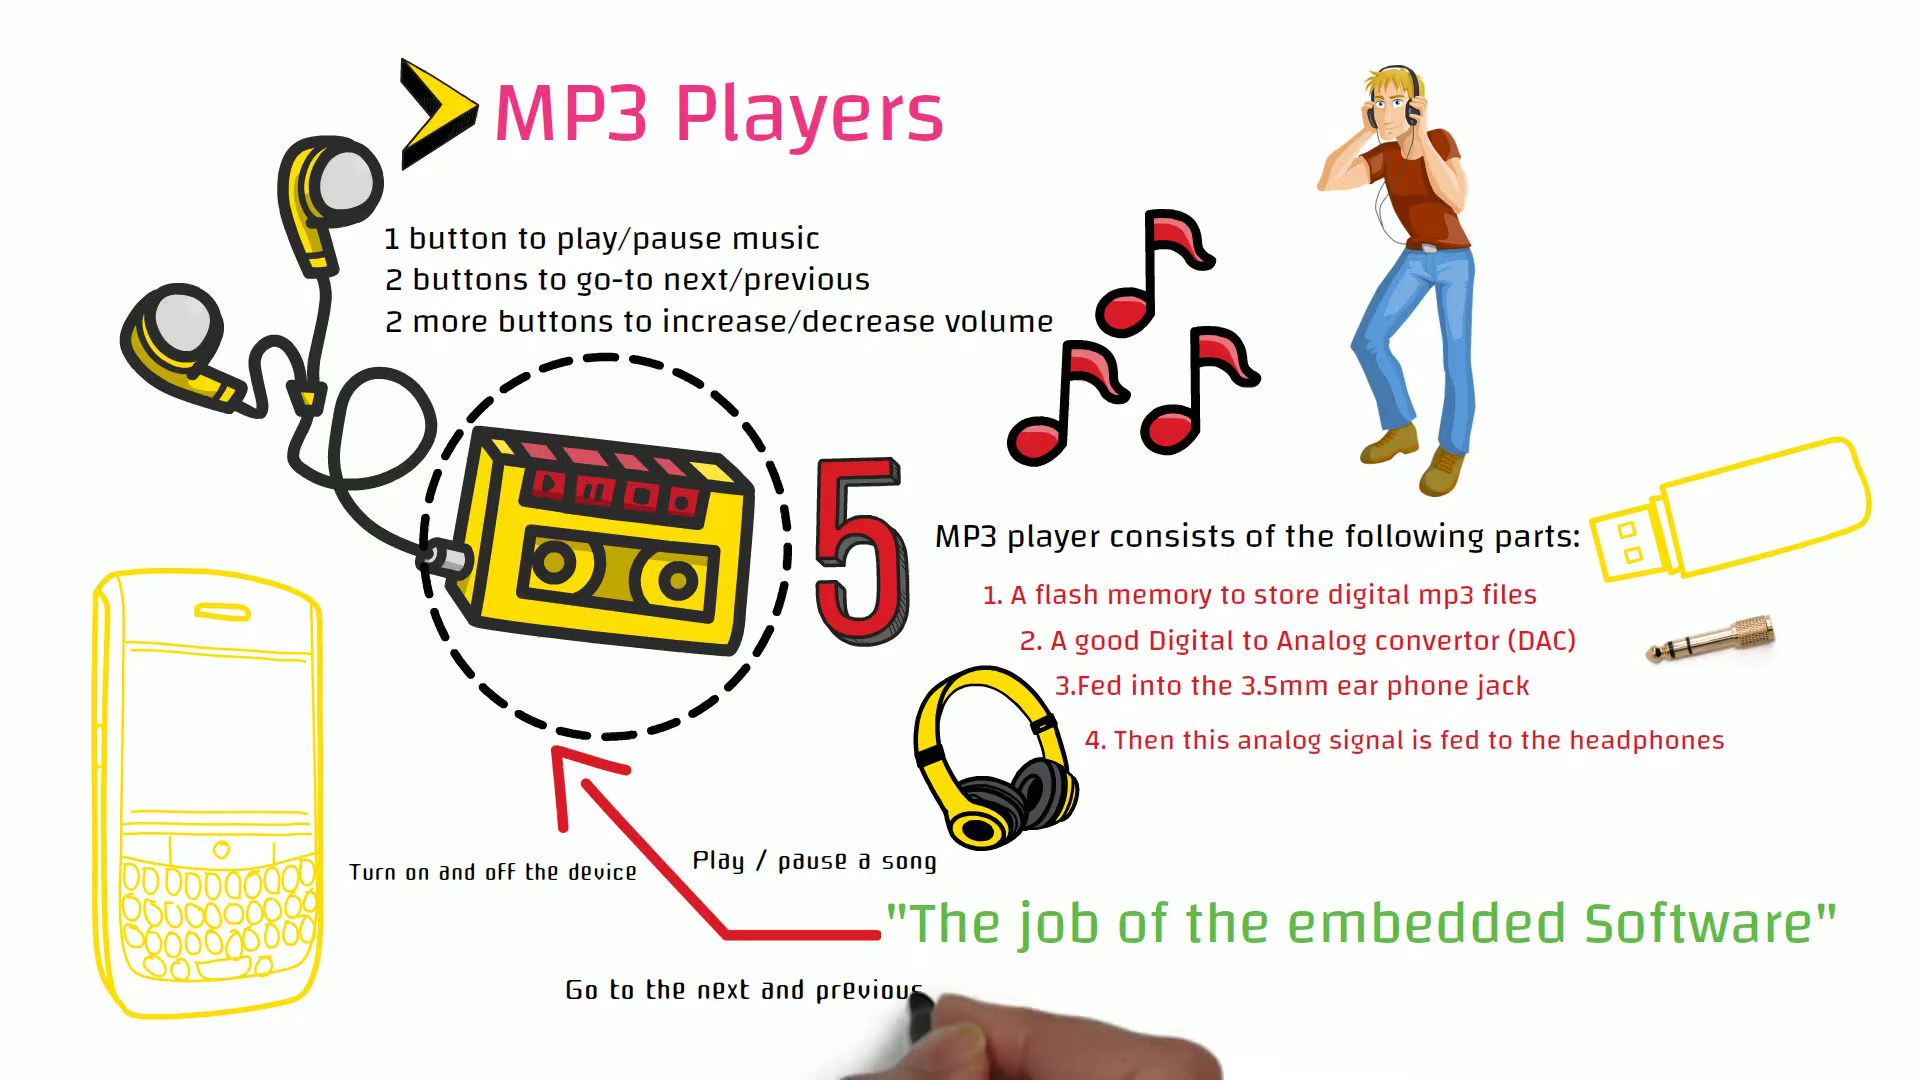 MP3 Players
1 button to play/pause music
2 buttons to go-to next/previous
2 more buttons to increase/decrease volume
5
MP3 player consists of the following parts:
1. A flash memory to store digital mp3 files
2. A good Digital to Analog convertor (DAC)
3.Fed into the 3.5mm ear phone jack
4. Then this analog signal is fed to the headphones
Turn on and off the device
Play / pause a song
"The job of the embedded Software"
Go to the next and previous